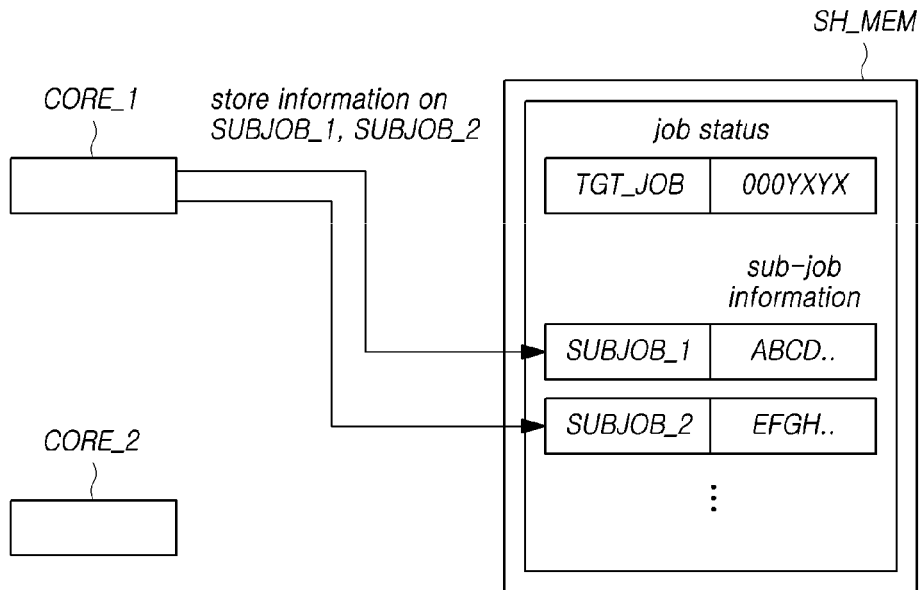 SH_MEM
CORE_1
store information on
SUBJOB_1, SUBJOB_2
job status
TGT_JOB 000YXYX
sub-job
information
SUBJOB_1 ABCD..
SUBJOB_2 EFGH..
CORE_2